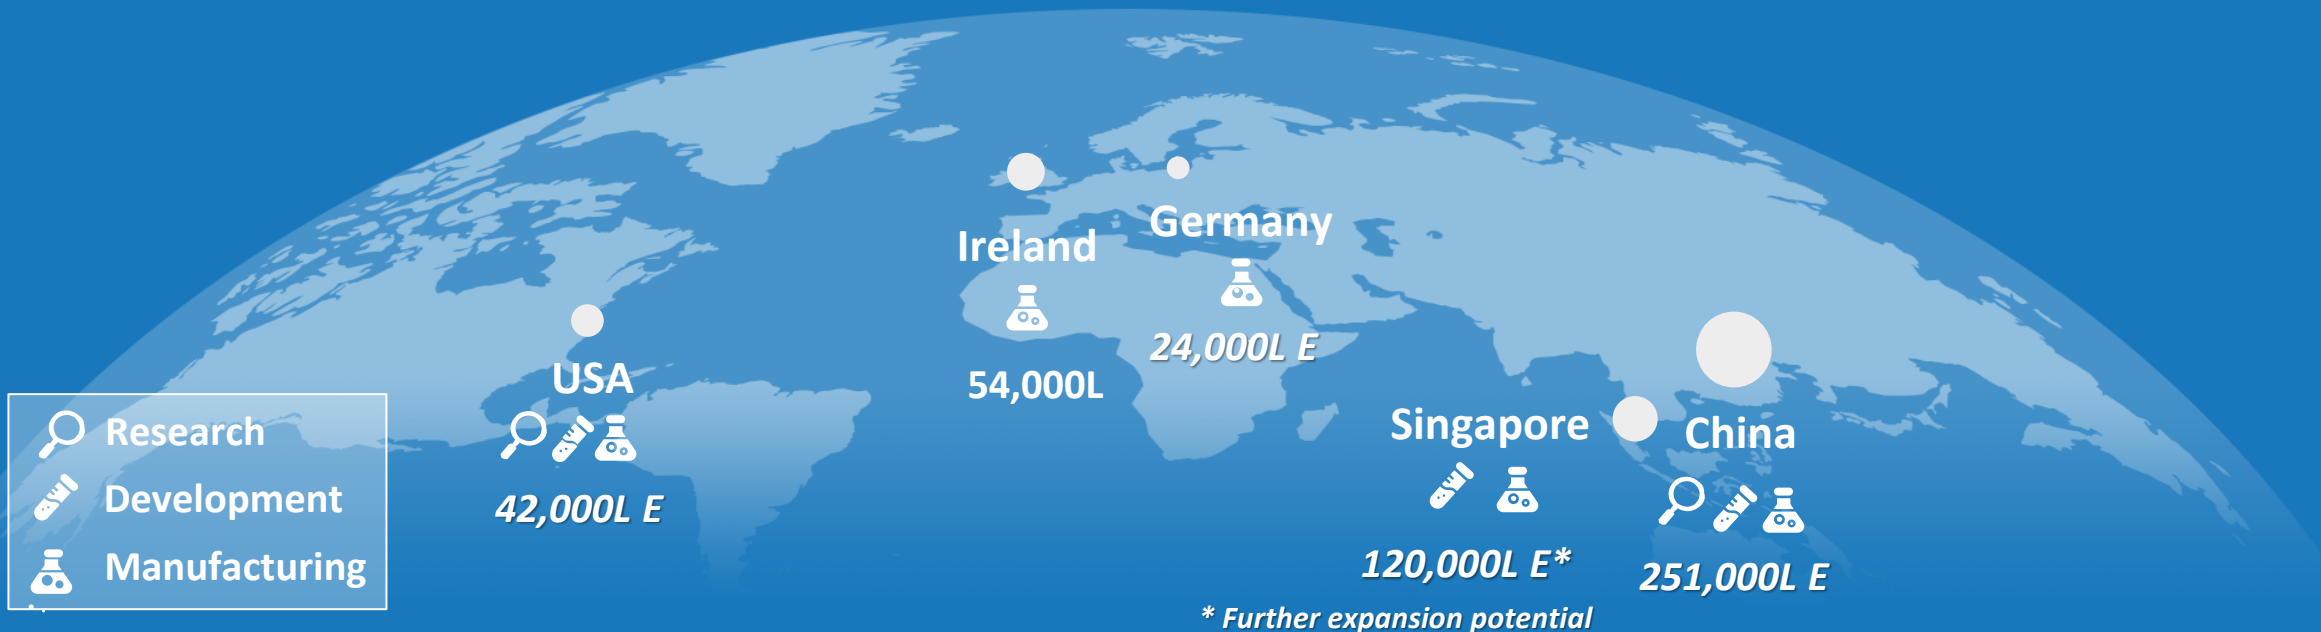 Germany
Ireland
24,000L E
USA
54,000L
Singapore
China
Research
Development
42,000L E
Manufacturing
120,000L E*
251,000L E
* Further expansion potential